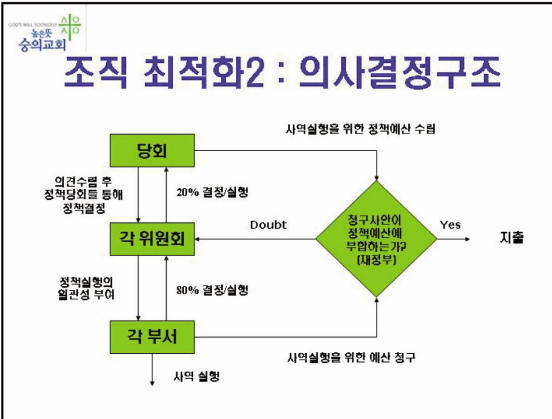 GOD'S WILL SOONGEUI
높은뜻
숭의교회
조직 최적화2 : 의사결정구조
사역실행을 위한 정책예산 수립
당회
의견수렴 후
정책당회를 통해
정책결정
20% 결정/실행
각 위원회
Doubt
청구사안이
정책예산에
부합하는가?
(재정부)
Yes
지출
정책실행의
일관성 부여
80% 결정/실행
각 부서
사역실행을 위한 예산 청구
사역 실행